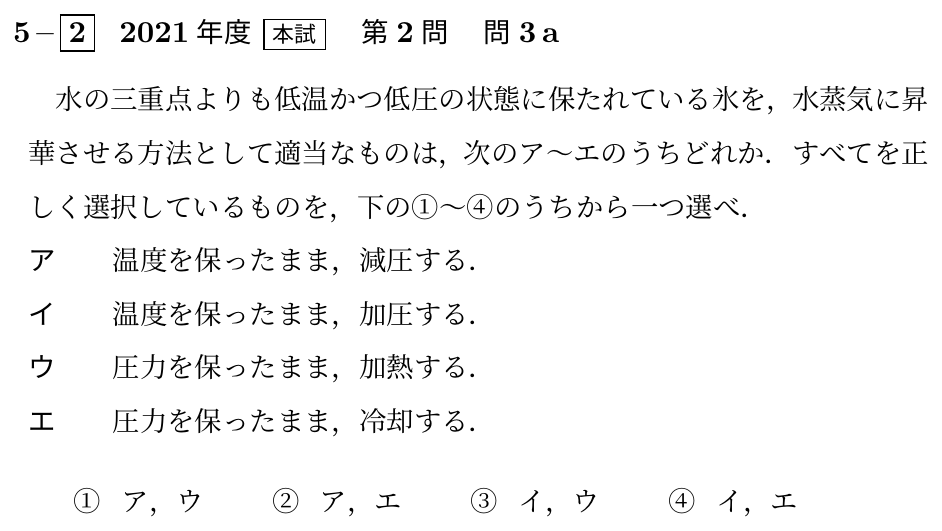 5－2 2021年度 本試 第2問 問3a
水の三重点よりも低温かつ低圧の状態に保たれている氷を，水蒸気に昇
華させる方法として適当なものは，次のア～エのうちどれか．すべてを正
しく選択しているものを，下の①～④のうちから一つ選べ．
ア 温度を保ったまま，減圧する．
イ 温度を保ったまま，加圧する．
ウ 圧力を保ったまま，加熱する．
エ 圧力を保ったまま，冷却する．
① ア，ウ ② ア，エ ③ イ，ウ ④ イ，エ